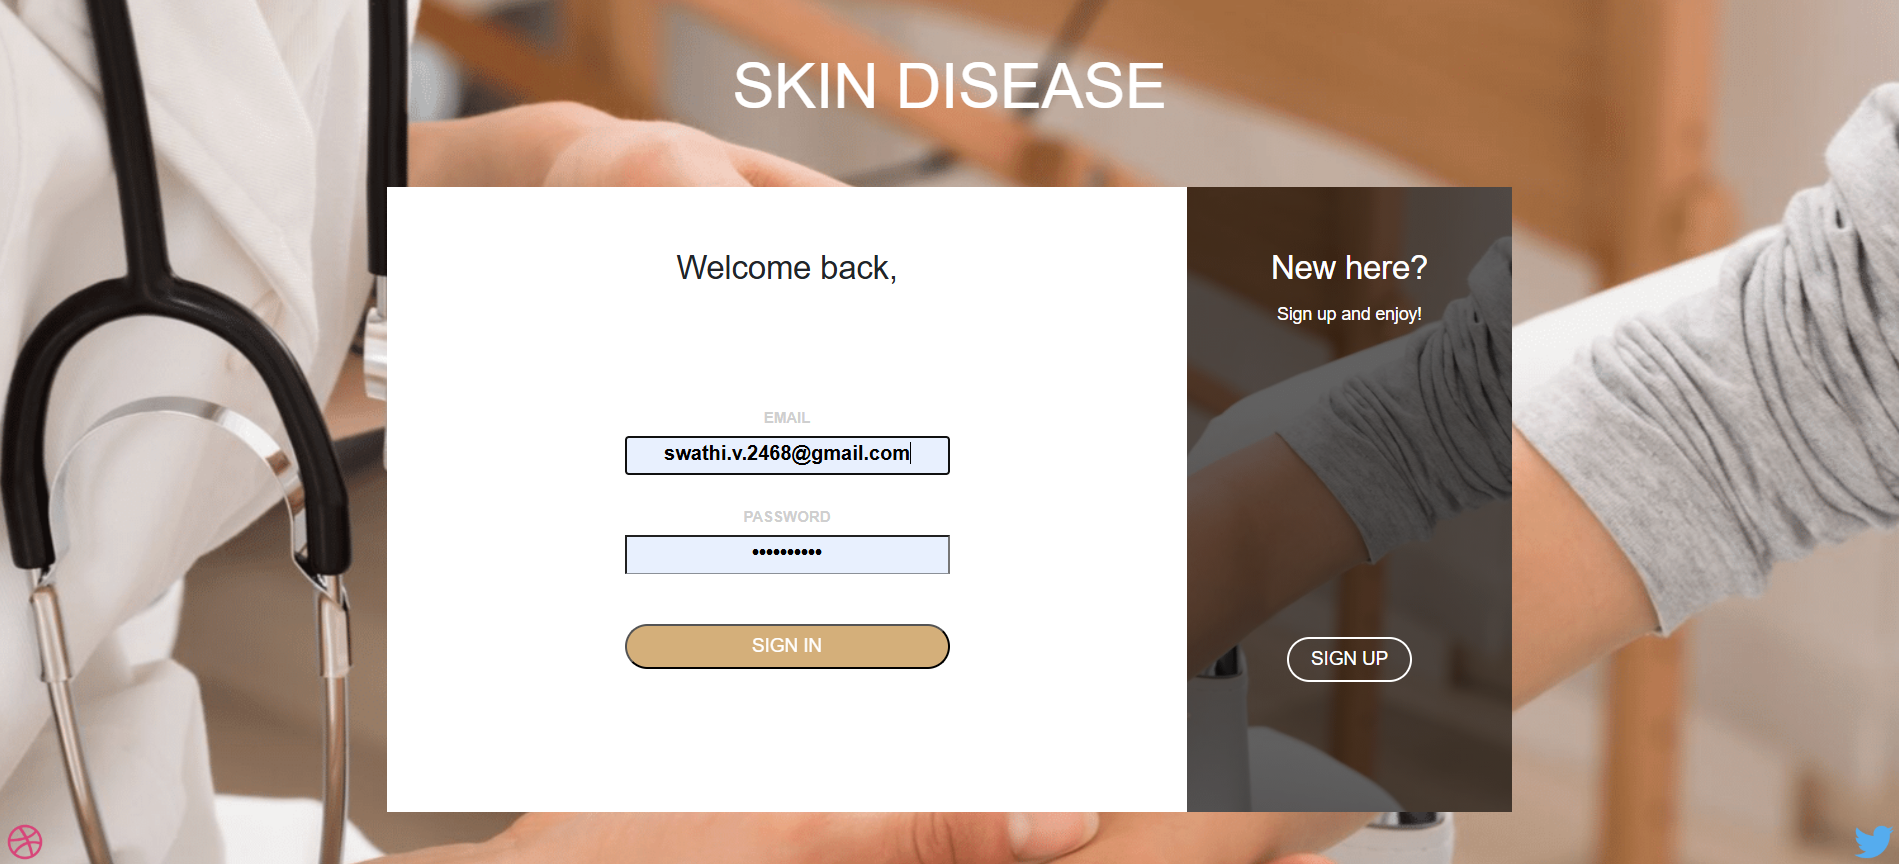 SKIN DISEASE
Welcome back,
EMAIL
swathi.v.2468@gmail.com
PASSWORD
••••••••••
SIGN IN
New here?
Sign up and enjoy!
SIGN UP